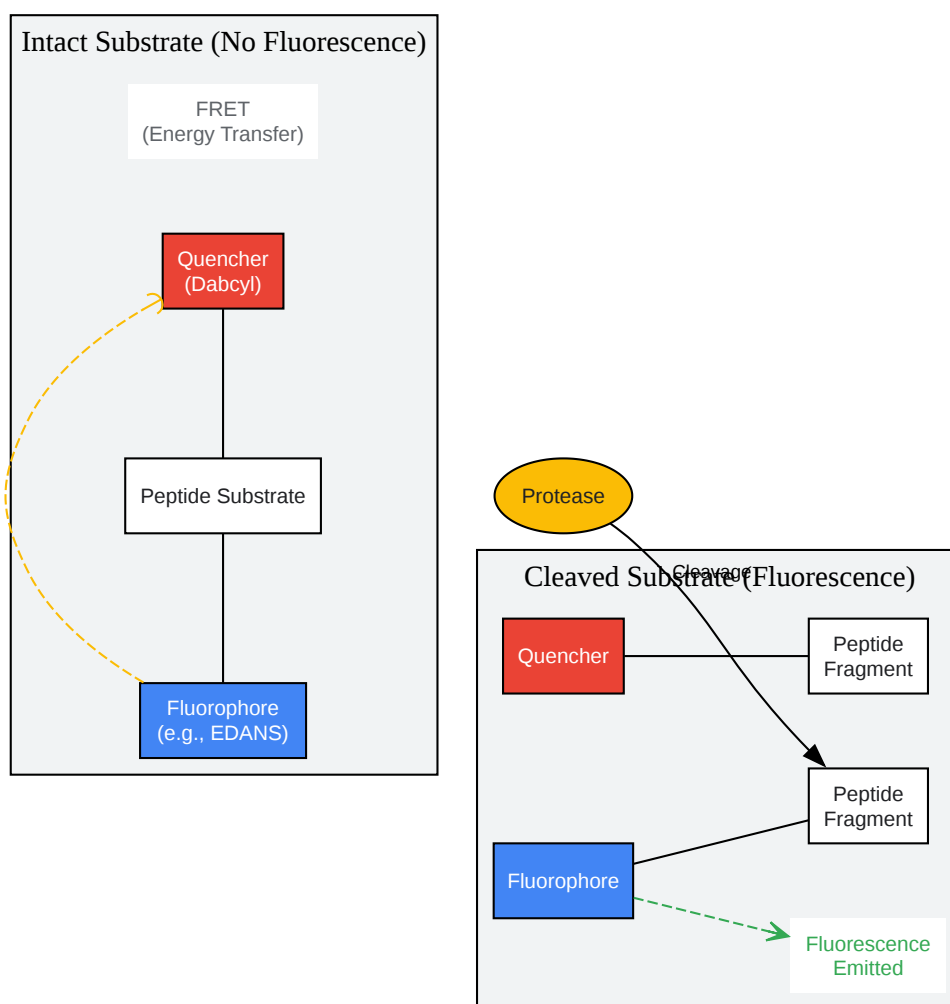 Intact Substrate (No Fluorescence)
FRET
(Energy Transfer)
Quencher
(Dabcyl)
Peptide Substrate
Fluorophore
(e.g., EDANS)
Protease
Cleavage
Cleaved Substrate (Fluorescence)
Quencher
Peptide
Fragment
Peptide
Fragment
Fluorophore
Fluorescence
Emitted